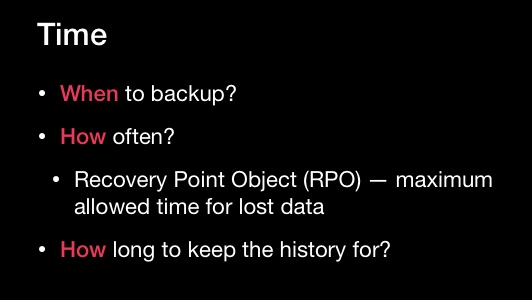 Time
• When to backup?
• How often?
• Recovery Point Object (RPO) — maximum
allowed time for lost data
• How long to keep the history for?